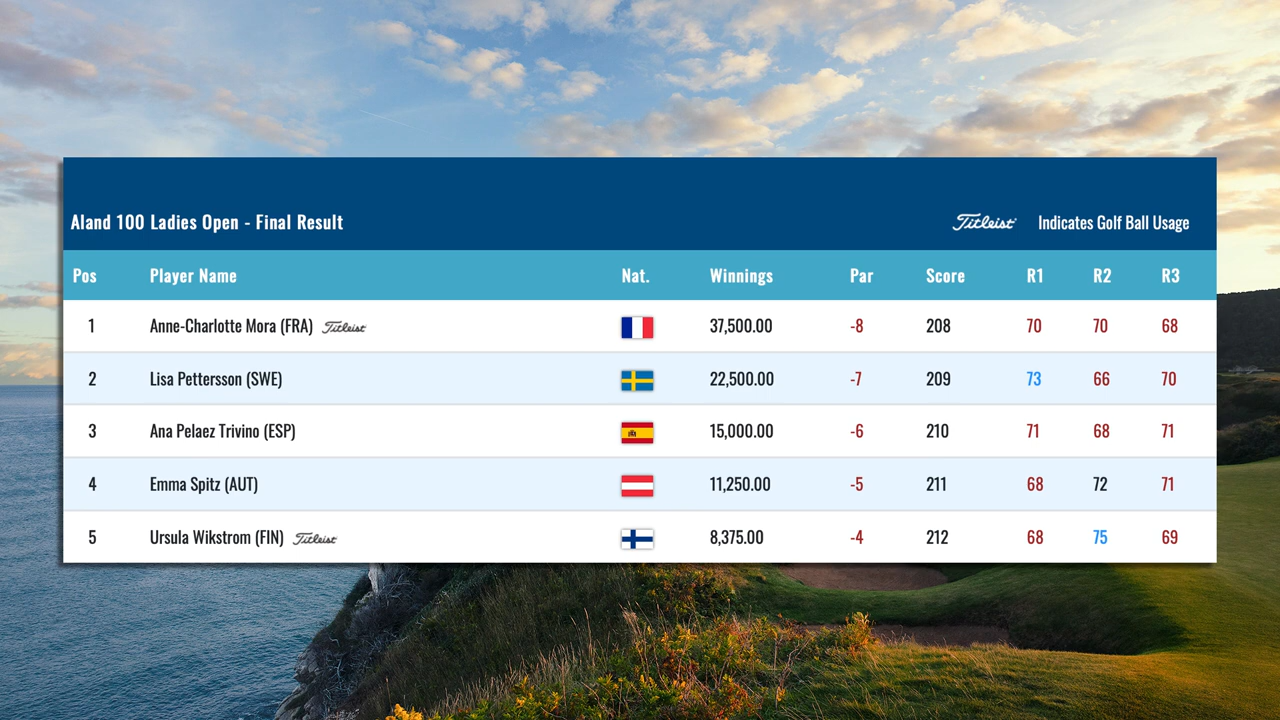 Aland 100 Ladies Open - Final Result Titleist Indicates Golf Ball Usage
Pos Player Name Nat. Winnings Par Score R1 R2 R3
1 Anne-Charlotte Mora (FRA) Titleist 37,500.00 -8 208 70 70 68
2 Lisa Pettersson (SWE) 22,500.00 -7 209 73 66 70
3 Ana Pelaez Trivino (ESP) 15,000.00 -6 210 71 68 71
4 Emma Spitz (AUT) 11,250.00 -5 211 68 72 71
5 Ursula Wikstrom (FIN) Titleist 8,375.00 -4 212 68 75 69